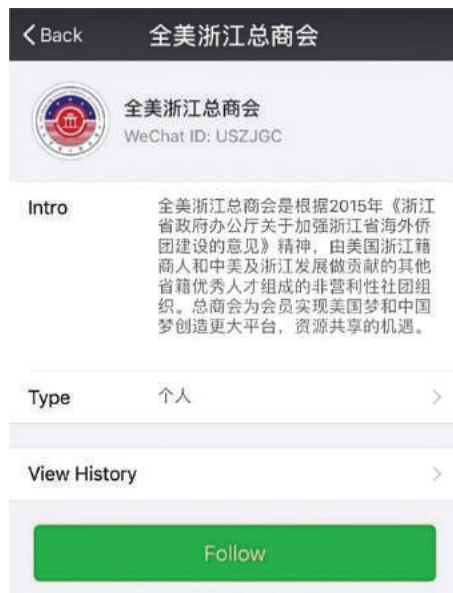 Back 全美浙江总商会
全美浙江总商会
WeChat ID: USZJGC
Intro 全美浙江总商会是根据2015年《浙江
省政府办公厅关于加强浙江省海外侨
团建设的意见》精神，由美国浙江籍
商人和中美及浙江发展做贡献的其他
省籍优秀人才组成的非营利性社团组
织。总商会为会员实现美国梦和中国
梦创造更大平台，资源共享的机遇。
Type 个人
View History
Follow